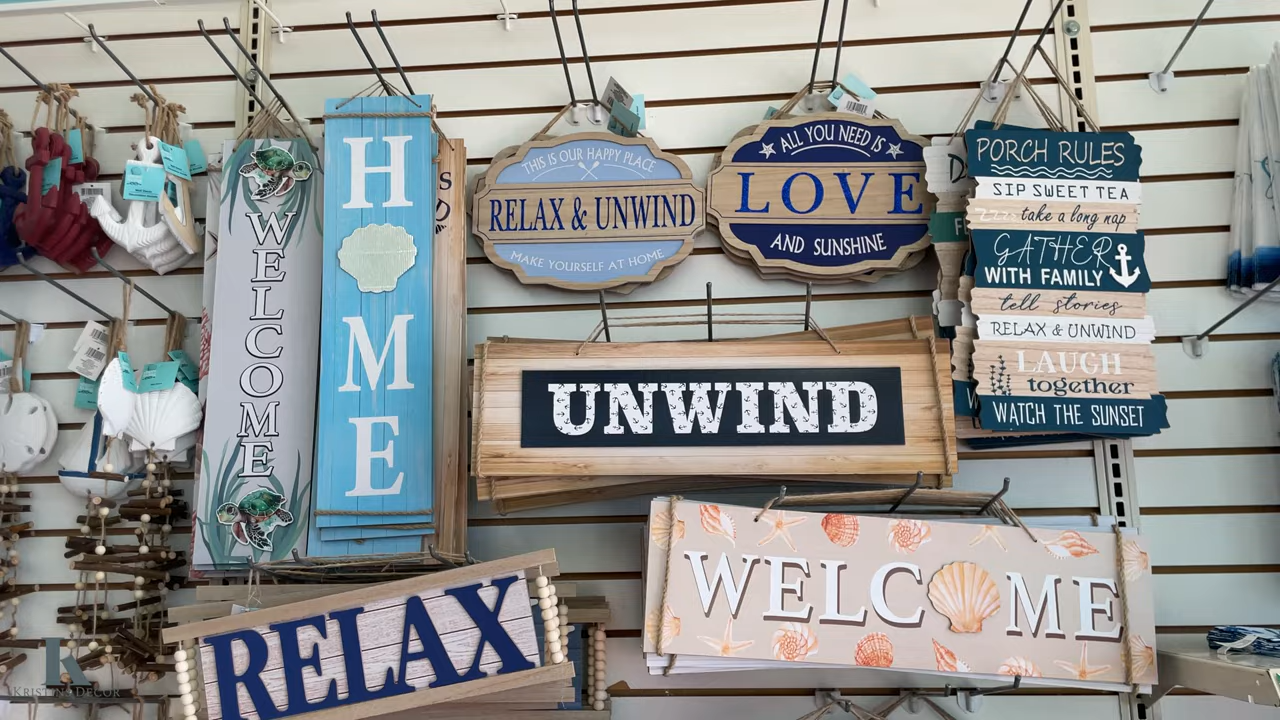 WELCOME
HOME
THIS IS OUR HAPPY PLACE
RELAX & UNWIND
MAKE YOURSELF AT HOME
ALL YOU NEED IS
LOVE
AND SUNSHINE
PORCH RULES
SIP SWEET TEA
zzz take a long nap
GATHER
WITH FAMILY
tell stories
RELAX & UNWIND
LAUGH
together
WATCH THE SUNSET
UNWIND
WELCOME
RELAX
K